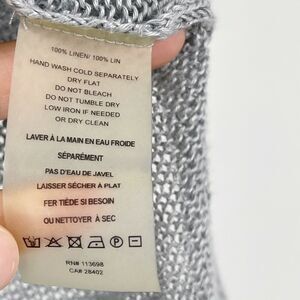 100% LINEN/ 100% LIN
HAND WASH COLD SEPARATELY
DRY FLAT
DO NOT BLEACH
DO NOT TUMBLE DRY
LOW IRON IF NEEDED
OR DRY CLEAN
LAVER À LA MAIN EN EAU FROIDE
SÉPARÉMENT
PAS D'EAU DE JAVEL
LAISSER SÉCHER À PLAT
FER TIÈDE SI BESOIN
OU NETTOYER À SEC
RN# 113698
CA# 28402